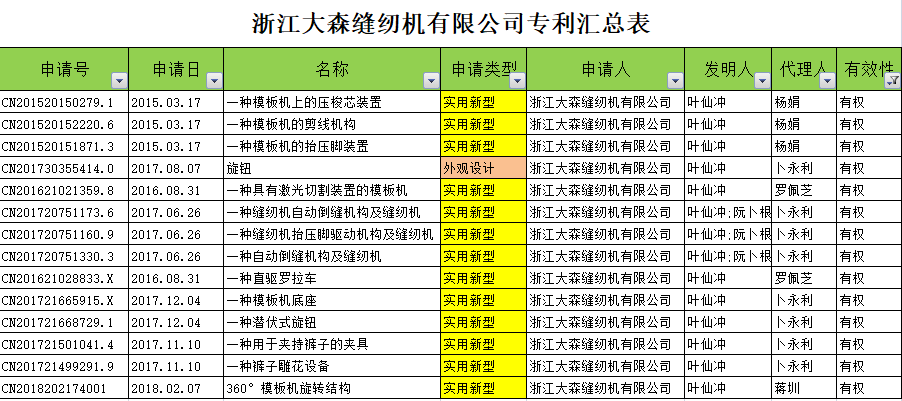 浙江大森缝纫机有限公司专利汇总表
申请号 申请日 名称 申请类型 申请人 发明人 代理人 有效性
CN201520150279.1 2015.03.17 一种模板机上的压梭芯装置 实用新型 浙江大森缝纫机有限公司 叶仙冲 杨娟 有权
CN201520152220.6 2015.03.17 一种模板机的剪线机构 实用新型 浙江大森缝纫机有限公司 叶仙冲 杨娟 有权
CN201520151871.3 2015.03.17 一种模板机的抬压脚装置 实用新型 浙江大森缝纫机有限公司 叶仙冲 杨娟 有权
CN201730355414.0 2017.08.07 旋钮 外观设计 浙江大森缝纫机有限公司 叶仙冲 卜永利 有权
CN201621021359.8 2016.08.31 一种具有激光切割装置的模板机 实用新型 浙江大森缝纫机有限公司 叶仙冲 罗佩芝 有权
CN201720751173.6 2017.06.26 一种缝纫机自动倒缝机构及缝纫机 实用新型 浙江大森缝纫机有限公司 叶仙冲;阮卜根 卜永利 有权
CN201720751160.9 2017.06.26 一种缝纫机抬压脚驱动机构及缝纫机 实用新型 浙江大森缝纫机有限公司 叶仙冲;阮卜根 卜永利 有权
CN201720751330.3 2017.06.26 一种自动倒缝机构及缝纫机 实用新型 浙江大森缝纫机有限公司 叶仙冲;阮卜根 卜永利 有权
CN201621028833.X 2016.08.31 一种直驱罗拉车 实用新型 浙江大森缝纫机有限公司 叶仙冲 罗佩芝 有权
CN201721665915.X 2017.12.04 一种模板机底座 实用新型 浙江大森缝纫机有限公司 叶仙冲 卜永利 有权
CN201721668729.1 2017.12.04 一种潜伏式旋钮 实用新型 浙江大森缝纫机有限公司 叶仙冲 卜永利 有权
CN201721501041.4 2017.11.10 一种用于夹持裤子的夹具 实用新型 浙江大森缝纫机有限公司 叶仙冲 卜永利 有权
CN201721499291.9 2017.11.10 一种裤子雕花设备 实用新型 浙江大森缝纫机有限公司 叶仙冲 卜永利 有权
CN2018202174001 2018.02.07 360°模板机旋转结构 实用新型 浙江大森缝纫机有限公司 叶仙冲 蒋圳 有权